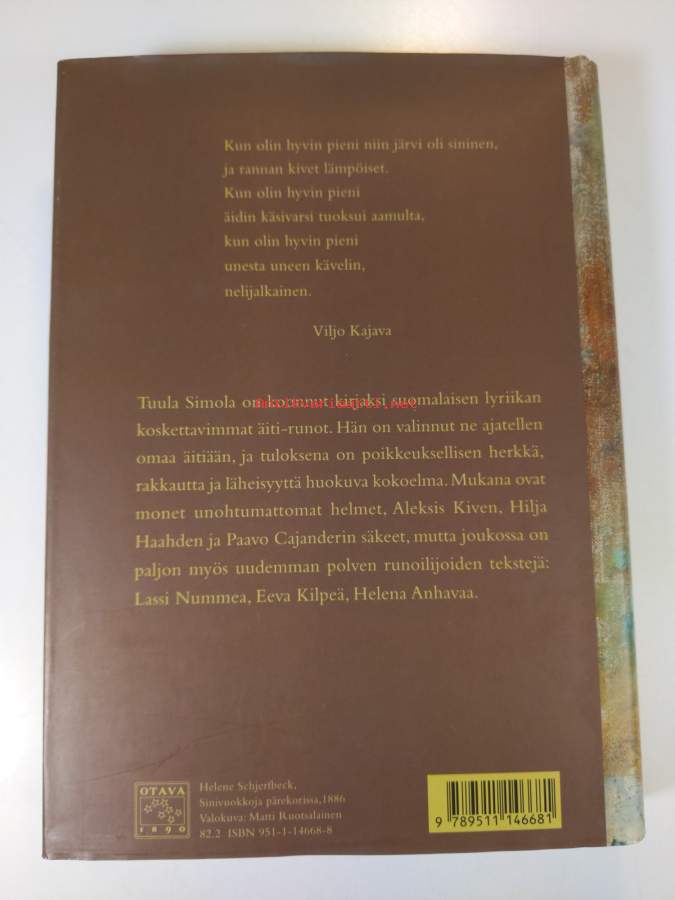 Kun olin hyvin pieni niin järvi oli sininen,
ja rannan kivet lämpöiset.
Kun olin hyvin pieni
äidin käsivarsi tuoksui aamulta,
kun olin hyvin pieni
unesta uneen kävelin,
nelijalkainen.
Viljo Kajava
Tuula Simola on koonnut kirjaksi suomalaisen lyriikan
koskettavimmat äiti-runot. Hän on valinnut ne ajatellen
omaa äitiään, ja tuloksena on poikkeuksellisen herkkä,
rakkautta ja läheisyyttä huokuva kokoelma. Mukana ovat
monet unohtumattomat helmet, Aleksis Kiven, Hilja
Haahden ja Paavo Cajanderin säkeet, mutta joukossa on
paljon myös uudemman polven runoilijoiden tekstejä:
Lassi Nummea, Eeva Kilpeä, Helena Anhavaa.
OTAVA
1890
Helene Schjerfbeck,
Sinivuokkoja pärekorissa,1886
Valokuva: Matti Ruotsalainen
82.2 ISBN 951-1-14668-8
9 789511 146681